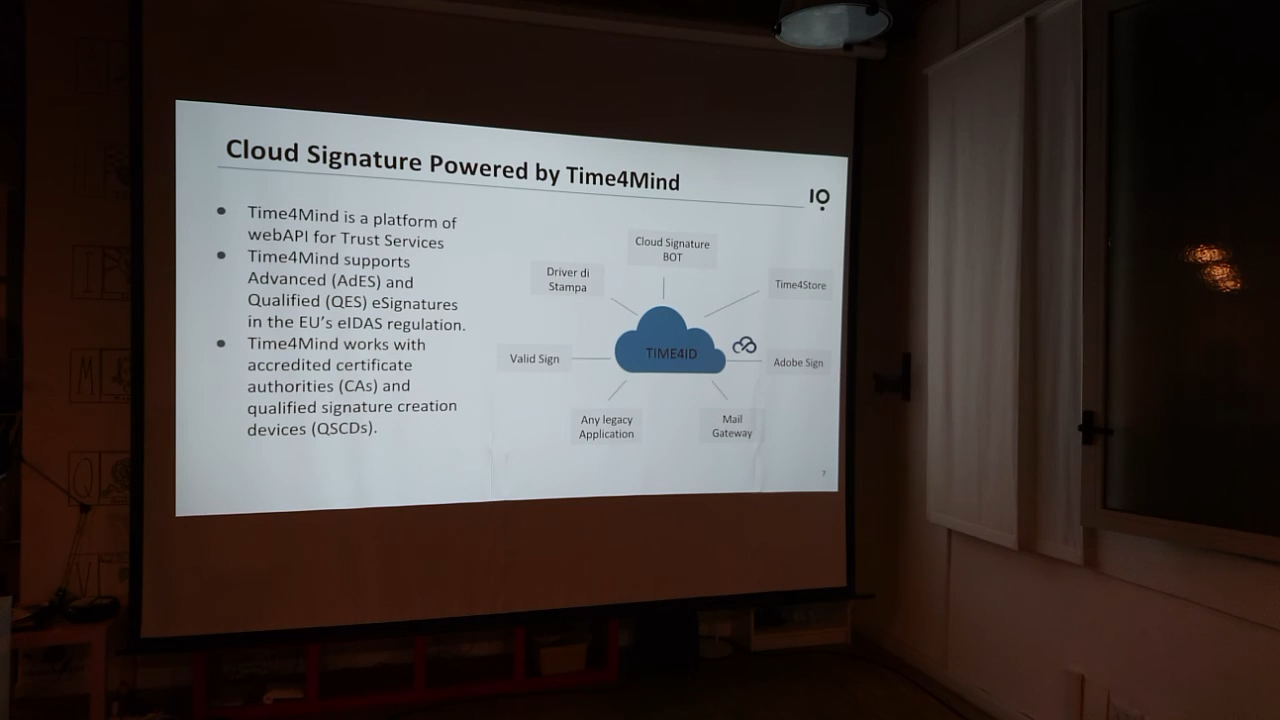 Cloud Signature Powered by Time4Mind
IO
• Time4Mind is a platform of
webAPI for Trust Services
• Time4Mind supports
Advanced (AdES) and
Qualified (QES) eSignatures
in the EU's eIDAS regulation.
• Time4Mind works with
accredited certificate
authorities (CAs) and
qualified signature creation
devices (QSCDs).
Cloud Signature
BOT
Driver di
Stampa
Time4Store
TIME4ID
Valid Sign
Adobe Sign
Any legacy
Application
Mail
Gateway
7
M
Q